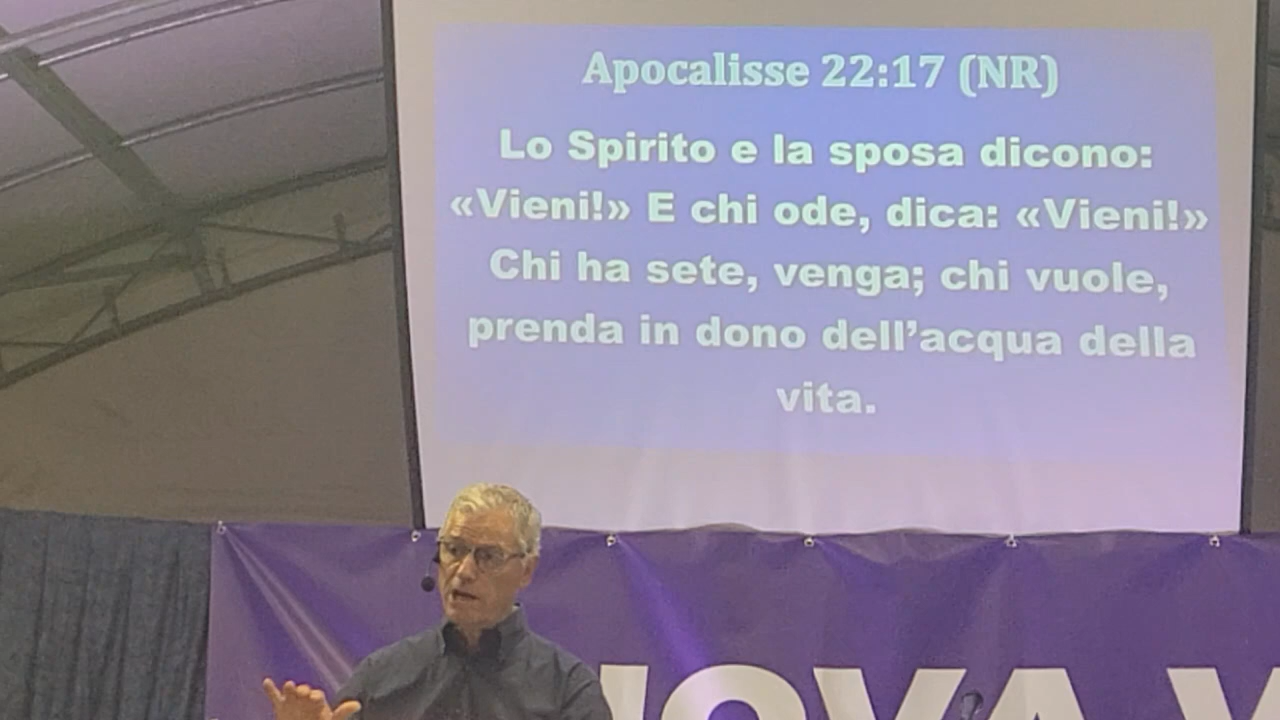 Apocalisse 22:17 (NR)
Lo Spirito e la sposa dicono:
«Vieni!» E chi ode, dica: «Vieni!»
Chi ha sete, venga; chi vuole,
prenda in dono dell’acqua della
vita.